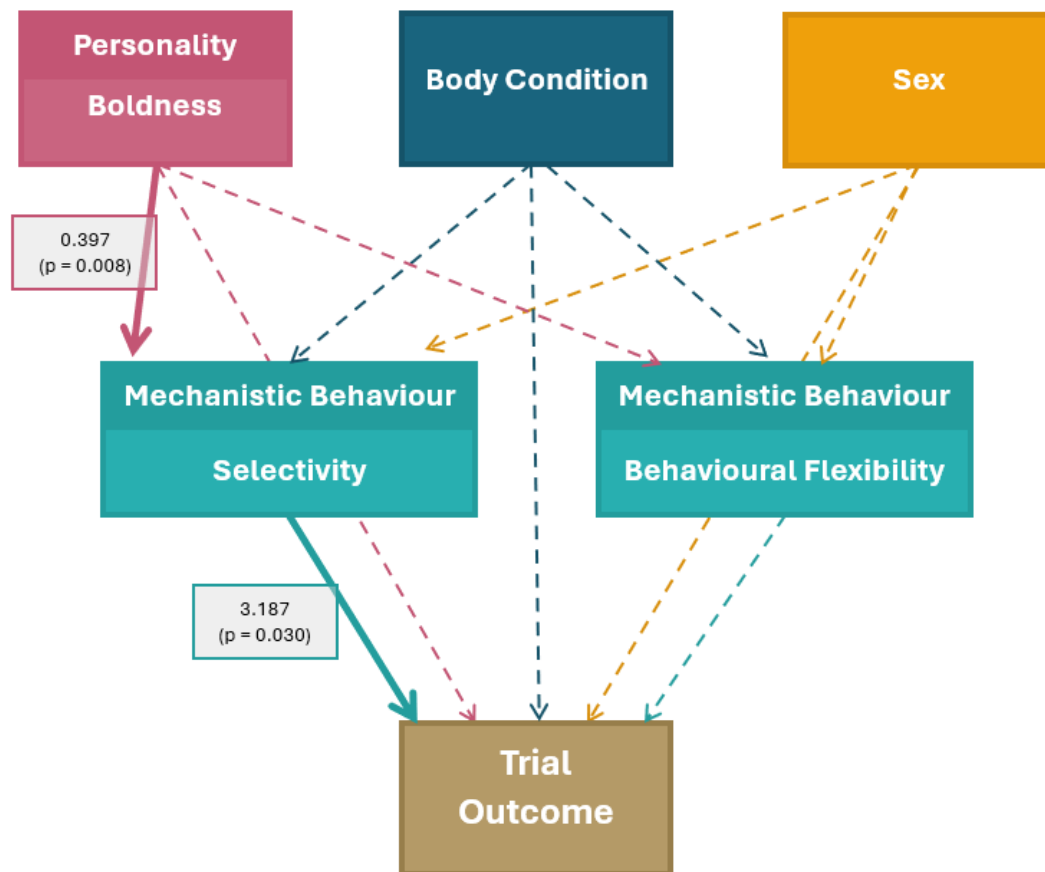 Personality
Boldness
Body Condition
Sex
0.397
(p = 0.008)
Mechanistic Behaviour
Selectivity
Mechanistic Behaviour
Behavioural Flexibility
3.187
(p = 0.030)
Trial
Outcome